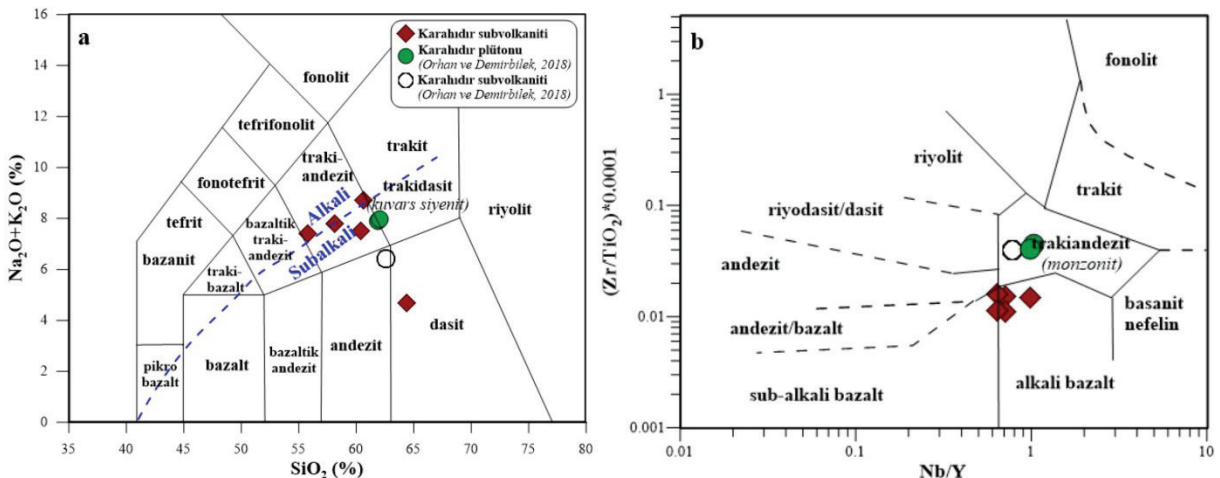 a
Karahıdır subvolkaniti
Karahıdır plütonu
(Orhan ve Demirbilek, 2018)
Karahıdır subvolkaniti
(Orhan ve Demirbilek, 2018)
16
14
12
10
8
6
4
2
0
Na2O+K2O (%)
fonolit
tefrifonolit
traki-
andezit
trakit
fonotefrit
trakidasit
(kuvars siyenit)
riyolit
Alkali
Subalkali
tefrit
bazaltik
traki-
andezit
bazanit
traki-
bazalt
dasit
andezit
bazaltik
andezit
bazalt
pikro
bazalt
35 40 45 50 55 60 65 70 75 80
SiO2 (%)
b
fonolit
1
(Zr/TiO2)*0.0001
riyolit
trakit
0.1
riyodasit/dasit
trakiandezit
(monzonit)
andezit
basanit
nefelin
0.01
andezit/bazalt
alkali bazalt
sub-alkali bazalt
0.001
0.01 0.1 1 10
Nb/Y